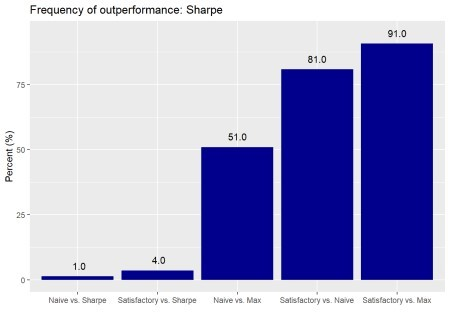 Frequency of outperformance: Sharpe
Percent (%)
75
50
25
0
1.0
4.0
51.0
81.0
91.0
Naive vs. Sharpe
Satisfactory vs. Sharpe
Naive vs. Max
Satisfactory vs. Naive
Satisfactory vs. Max